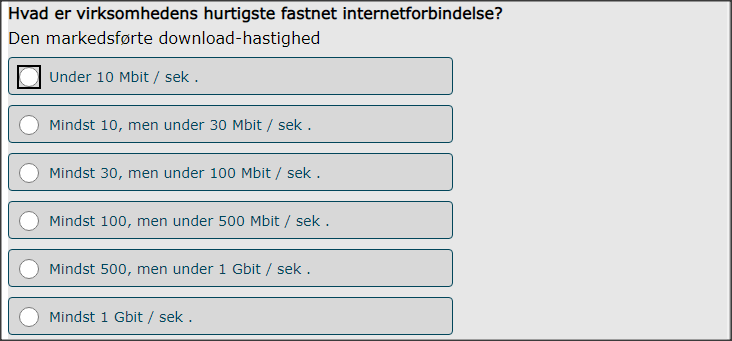 Hvad er virksomhedens hurtigste fastnet internetforbindelse?
Den markedsførte download-hastighed
Under 10 Mbit / sek .
Mindst 10, men under 30 Mbit / sek .
Mindst 30, men under 100 Mbit / sek .
Mindst 100, men under 500 Mbit / sek .
Mindst 500, men under 1 Gbit / sek .
Mindst 1 Gbit / sek .